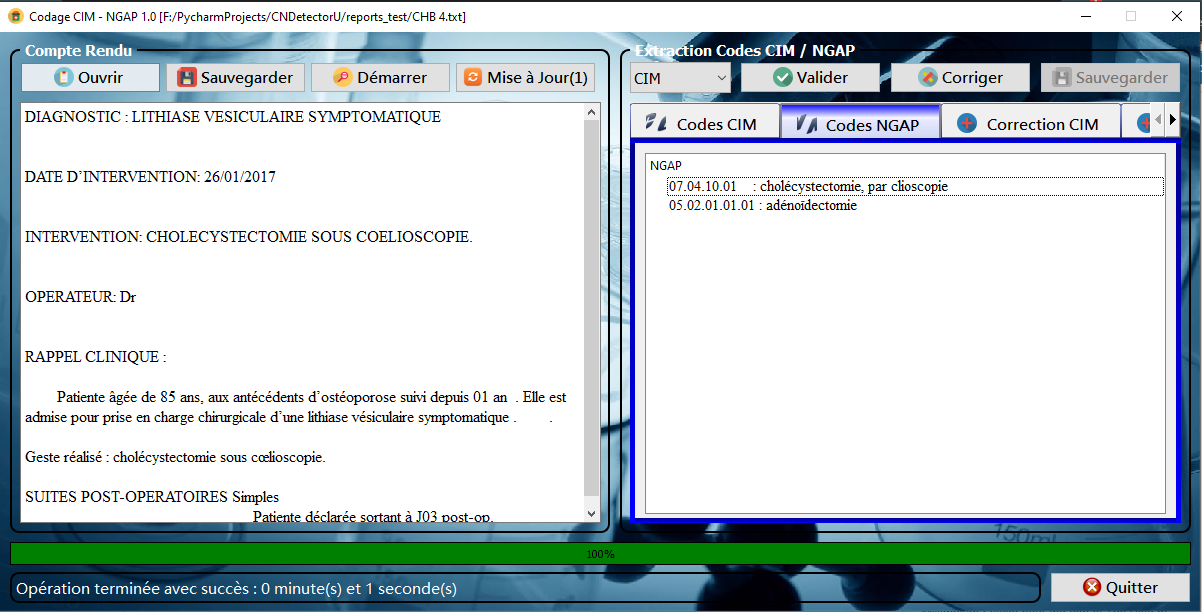 Codage CIM - NGAP 1.0 [F:/PycharmProjects/CNDetectorU/reports_test/CHB 4.txt]
Compte Rendu
Ouvrir
Sauvegarder
Démarrer
Mise à Jour(1)
DIAGNOSTIC : LITHIASE VESICULAIRE SYMPTOMATIQUE
DATE D’INTERVENTION: 26/01/2017
INTERVENTION: CHOLECYSTECTOMIE SOUS COELIOSCOPIE.
OPERATEUR: Dr
RAPPEL CLINIQUE :
Patiente âgée de 85 ans, aux antécédents d’ostéoporose suivi depuis 01 an . Elle est
admise pour prise en charge chirurgicale d’une lithiase vésiculaire symptomatique . .
Geste réalisé : cholécystectomie sous cœlioscopie.
SUITES POST-OPERATOIRES Simples
Patiente déclarée sortant à J03 post-op.
Extraction Codes CIM / NGAP
CIM
Valider
Corriger
Sauvegarder
Codes CIM
Codes NGAP
Correction CIM
NGAP
07.04.10.01 : cholécystectomie, par clioscopie
05.02.01.01.01 : adénoïdectomie
100%
Opération terminée avec succès : 0 minute(s) et 1 seconde(s)
Quitter
150ml